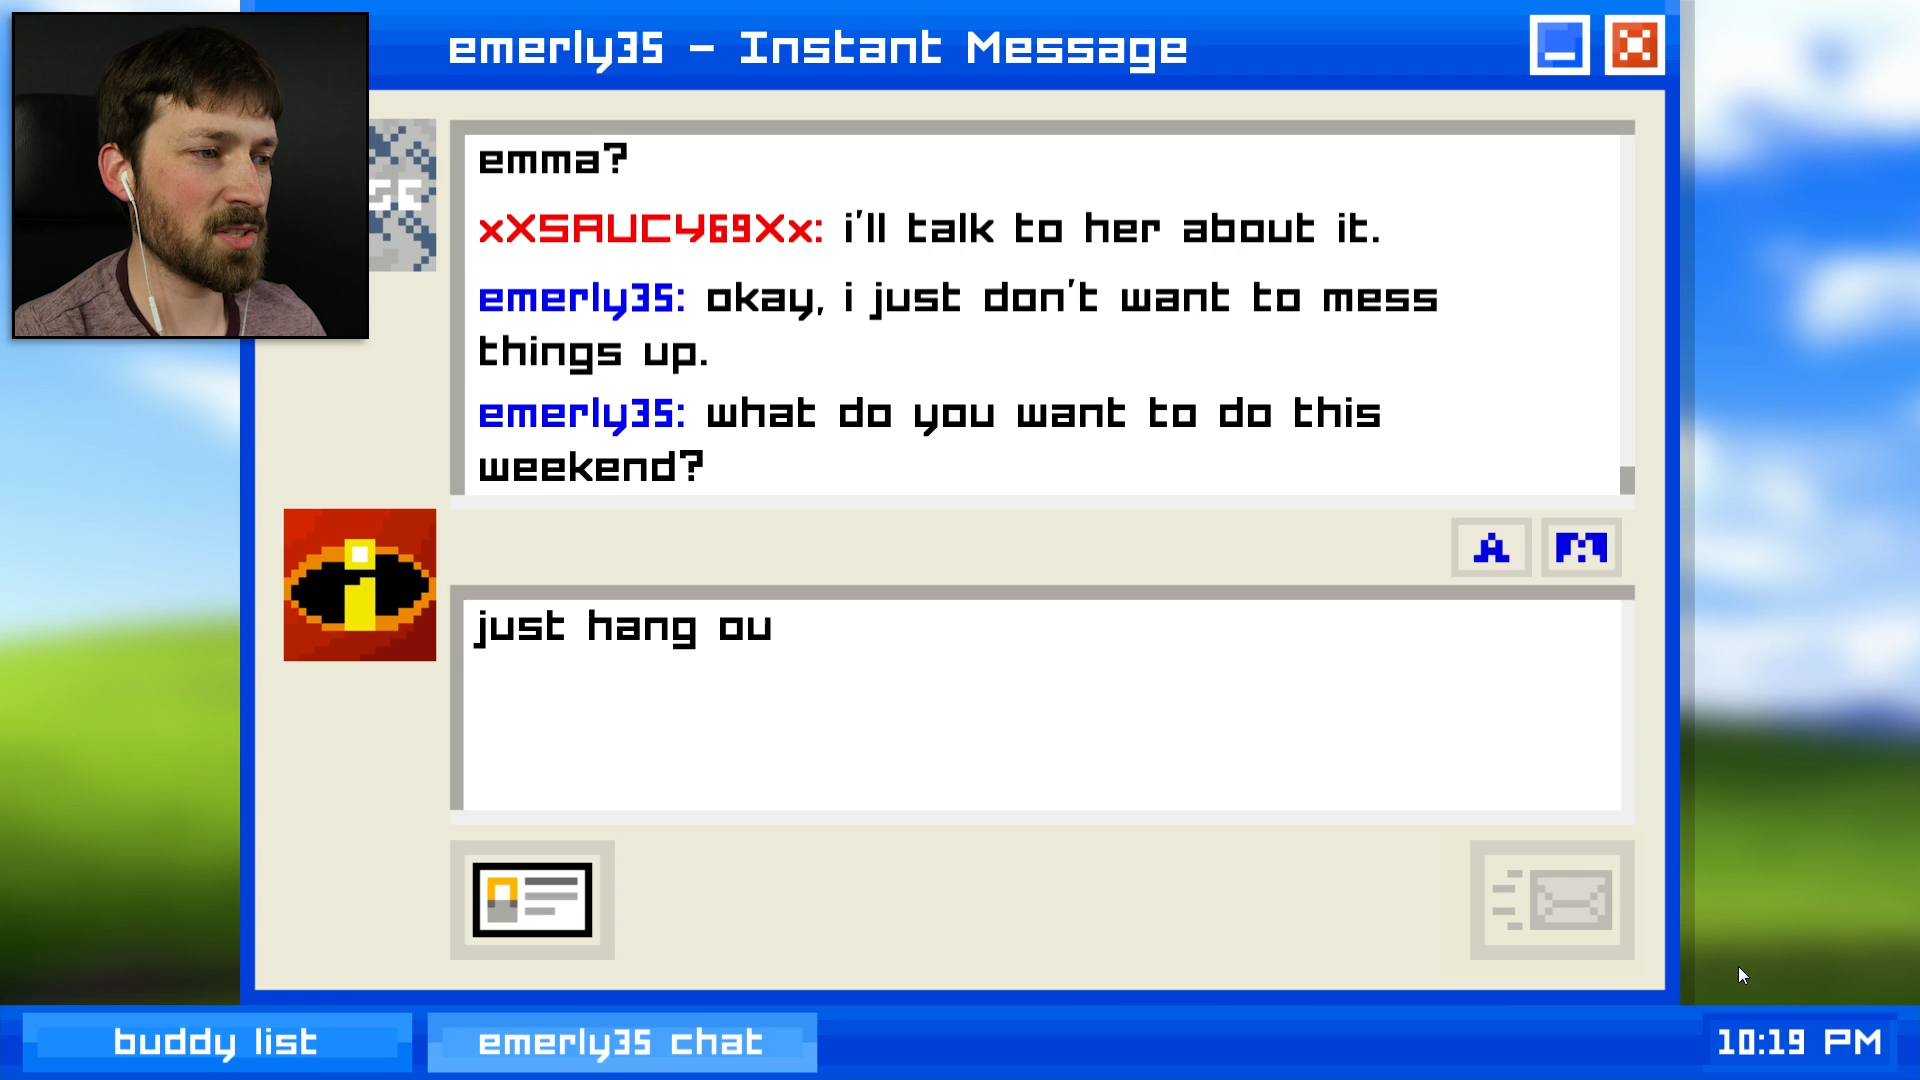 emerly35 - Instant Message
emma?
xXSAUCY69Xx: i'll talk to her about it.
emerly35: okay, i just don't want to mess
things up.
emerly35: what do you want to do this
weekend?
A
just hang ou
buddy list
emerly35 chat
10:19 PM